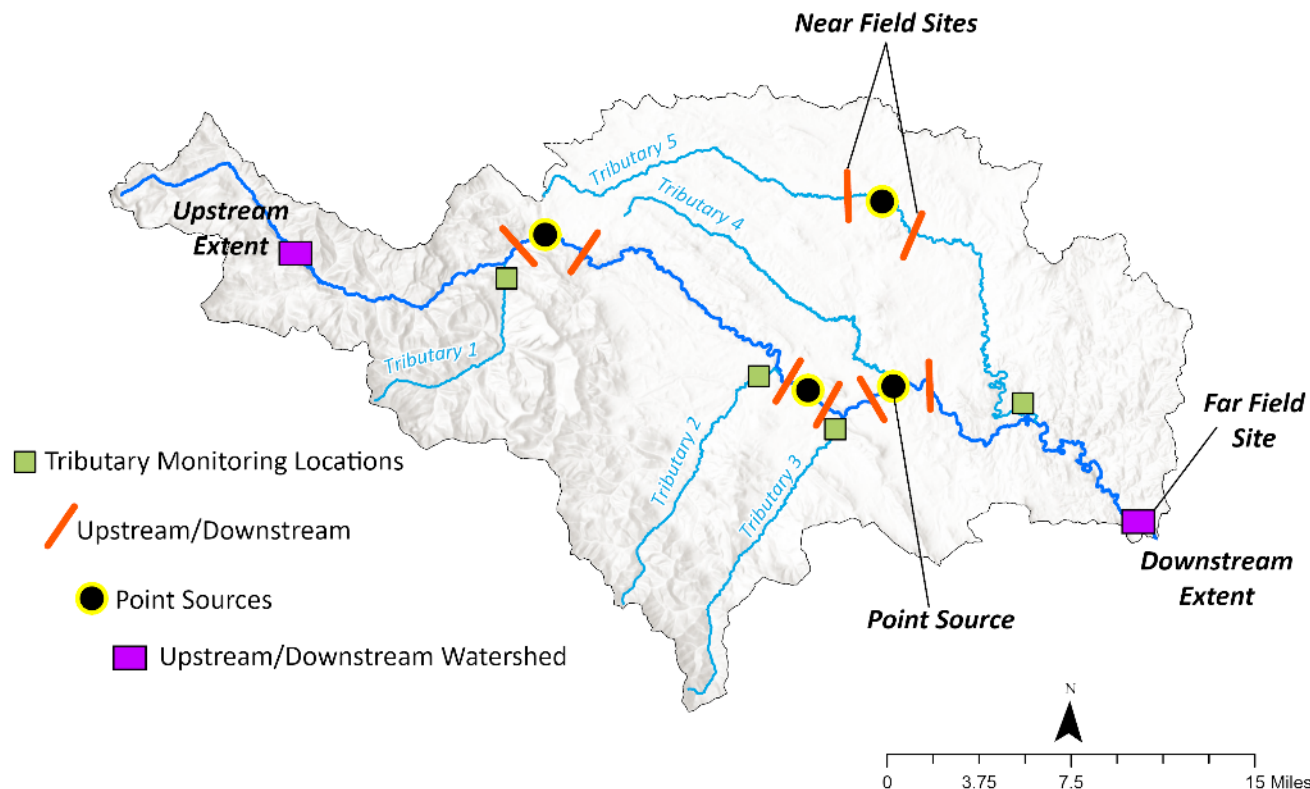 Near Field Sites
Tributary 5
Tributary 4
Upstream
Extent
Tributary 1
Tributary 2
Tributary 3
Far Field
Site
Tributary Monitoring Locations
Upstream/Downstream
Point Sources
Upstream/Downstream Watershed
Downstream
Extent
Point Source
N
0 3.75 7.5 15 Miles